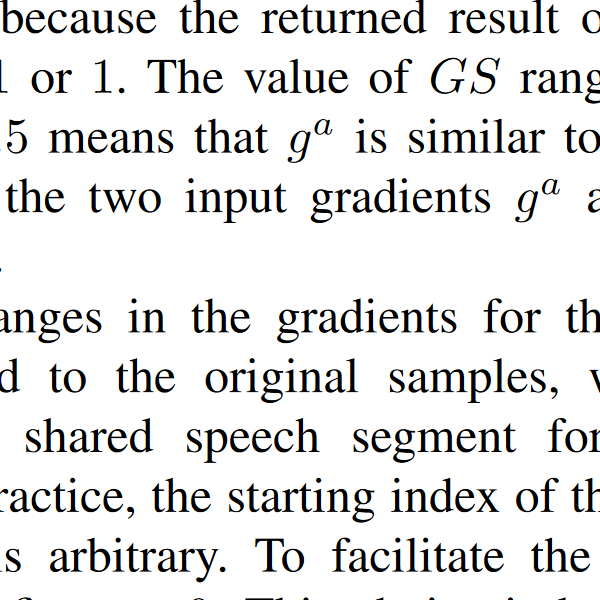 because the returned result o
1 or 1. The value of GS rang
.5 means that g^a is similar to
the two input gradients g^a a
.
anges in the gradients for th
d to the original samples, w
shared speech segment for
ractice, the starting index of th
is arbitrary. To facilitate the